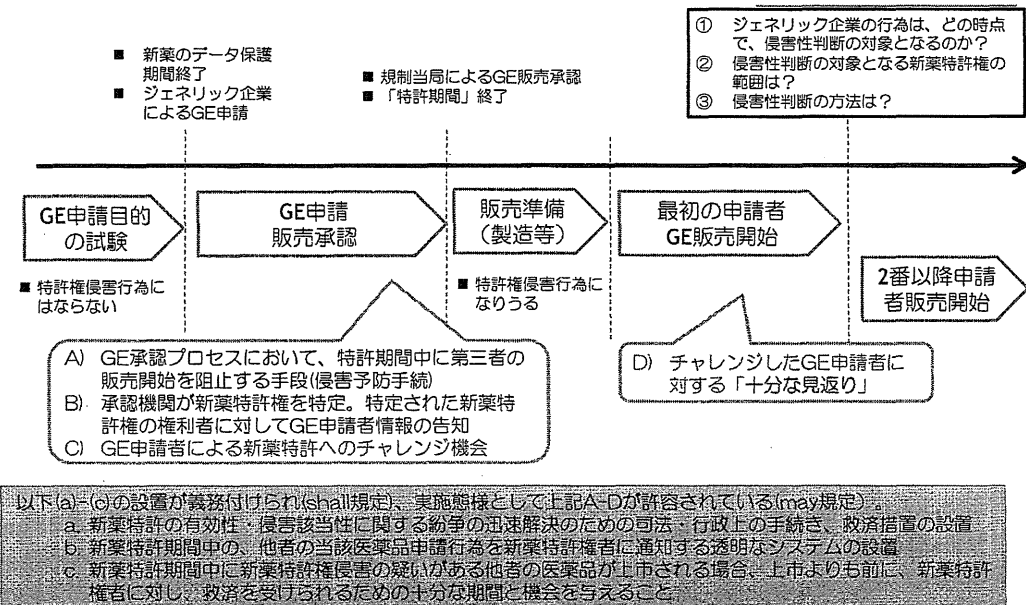 ① ジェネリック企業の行為は、どの時点
で、侵害性判断の対象となるのか？
② 侵害性判断の対象となる新薬特許権の
範囲は？
③ 侵害性判断の方法は？
■ 新薬のデータ保護
期間終了
■ ジェネリック企業
によるGE申請
■ 規制当局によるGE販売承認
■ 「特許期間」終了
GE申請目的
の試験
GE申請
販売承認
販売準備
（製造等）
最初の申請者
GE販売開始
2番以降申請
者販売開始
■ 特許権侵害行為に
はならない
■ 特許権侵害行為に
なりうる
A) GE承認プロセスにおいて、特許期間中に第三者の
販売開始を阻止する手段(侵害予防手続)
B) 承認機関が新薬特許権を特定。特定された新薬特
許権の権利者に対してGE申請者情報の告知
C) GE申請者による新薬特許へのチャレンジ機会
D) チャレンジしたGE申請者に
対する「十分な見返り」
以下(a)-(c)の設置が義務付けられ(shall規定)、実施態様として上記A-Dが許容されている(may規定)。
a. 新薬特許の有効性・侵害該当性に関する紛争の迅速解決のための司法・行政上の手続き、救済措置の設置
b. 新薬特許期間中の、他者の当該医薬品申請行為を新薬特許権者に通知する透明なシステムの設置
c. 新薬特許期間中に新薬特許権侵害の疑いがある他者の医薬品が上市される場合、上市よりも前に、新薬特許
権者に対し、救済を受けられるための十分な期間と機会を与えること